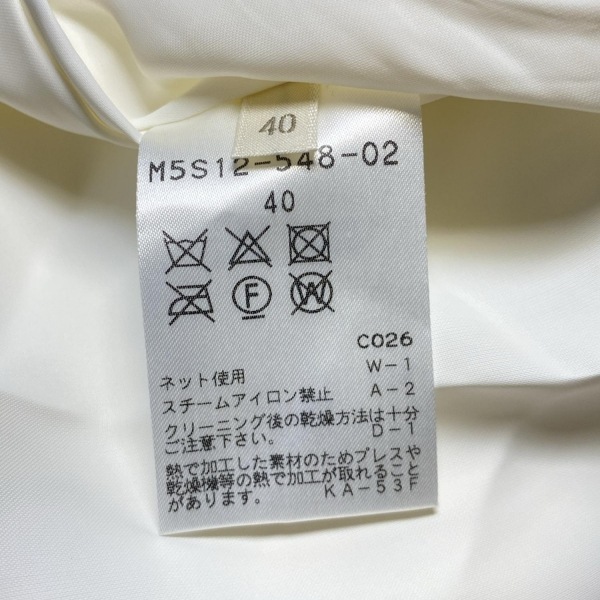 40
M5S12-548-02
40
F
W
C026
ネット使用 W-1
スチームアイロン禁止 A-2
クリーニング後の乾燥方法は十分
ご注意下さい。 D-1
熱で加工した素材のためプレスや
乾燥機等の熱で加工が取れること
があります。 KA-53F